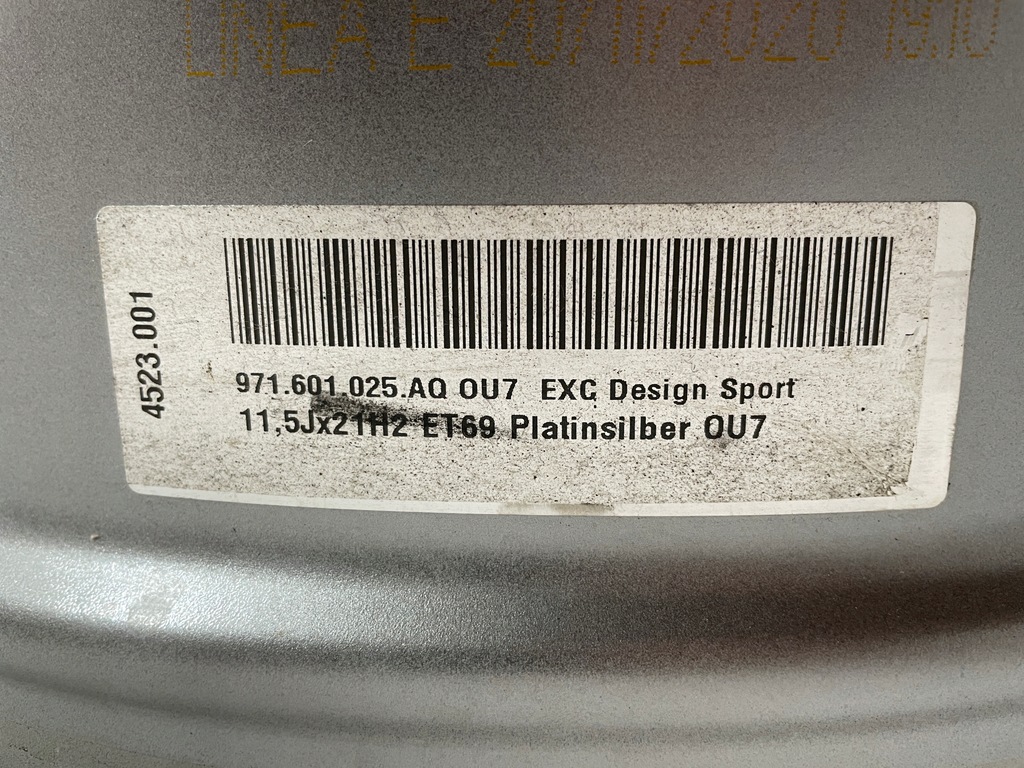 LINEA E 20/11/2020 19:10
4523.001
971.601.025.AQ OU7 EXC Design Sport
11,5Jx21H2 ET69 Platinsilber OU7